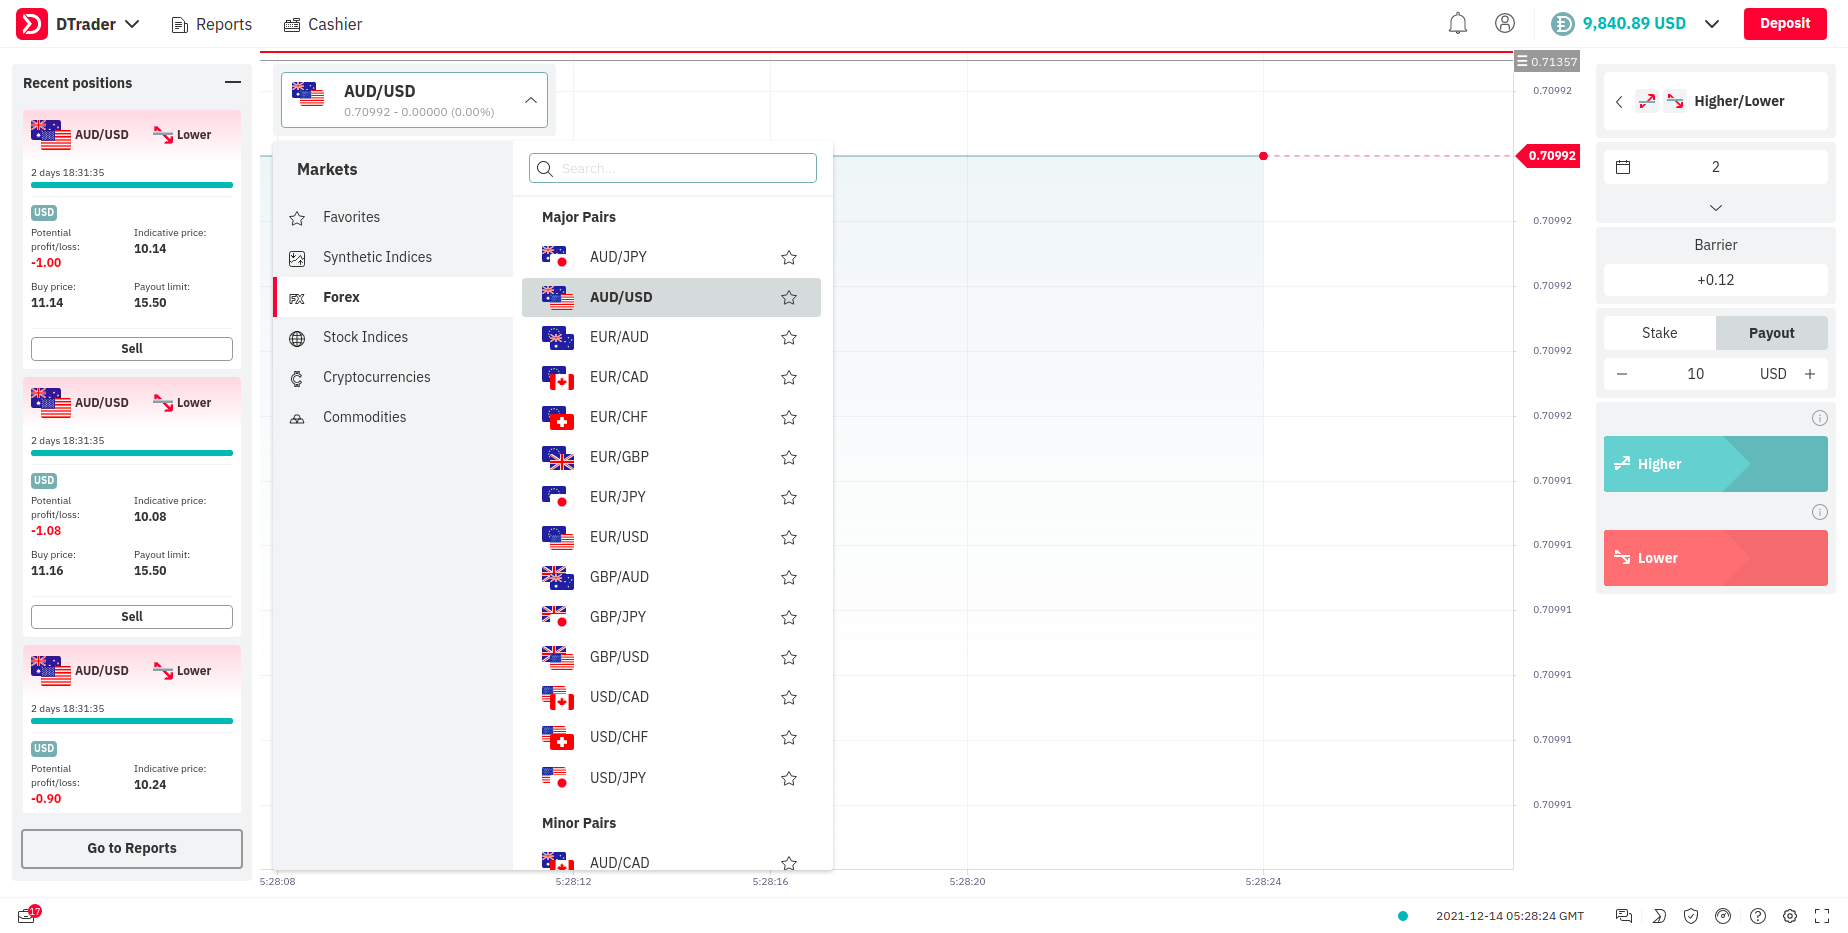 DTrader
Reports
Cashier
9,840.89 USD
Deposit
Recent positions
AUD/USD
Lower
2 days 18:31:35
USD
Potential profit/loss:
-1.00
Indicative price:
10.14
Buy price:
11.14
Payout limit:
15.50
Sell
AUD/USD
Lower
2 days 18:31:35
USD
Potential profit/loss:
-1.08
Indicative price:
10.08
Buy price:
11.16
Payout limit:
15.50
Sell
AUD/USD
Lower
2 days 18:31:35
USD
Potential profit/loss:
-0.90
Indicative price:
10.24
Go to Reports
17
AUD/USD
0.70992 - 0.00000 (0.00%)
Markets
Favorites
Synthetic Indices
Forex
Stock Indices
Cryptocurrencies
Commodities
Search...
Major Pairs
AUD/JPY
AUD/USD
EUR/AUD
EUR/CAD
EUR/CHF
EUR/GBP
EUR/JPY
EUR/USD
GBP/AUD
GBP/JPY
GBP/USD
USD/CAD
USD/CHF
USD/JPY
Minor Pairs
AUD/CAD
0.71357
0.70992
0.70992
0.70992
0.70992
0.70992
0.70992
0.70991
0.70991
0.70991
0.70991
0.70991
0.70991
5:28:08
5:28:12
5:28:16
5:28:20
5:28:24
Higher/Lower
2
Barrier
+0.12
Stake
Payout
10
USD
Higher
Lower
2021-12-14 05:28:24 GMT